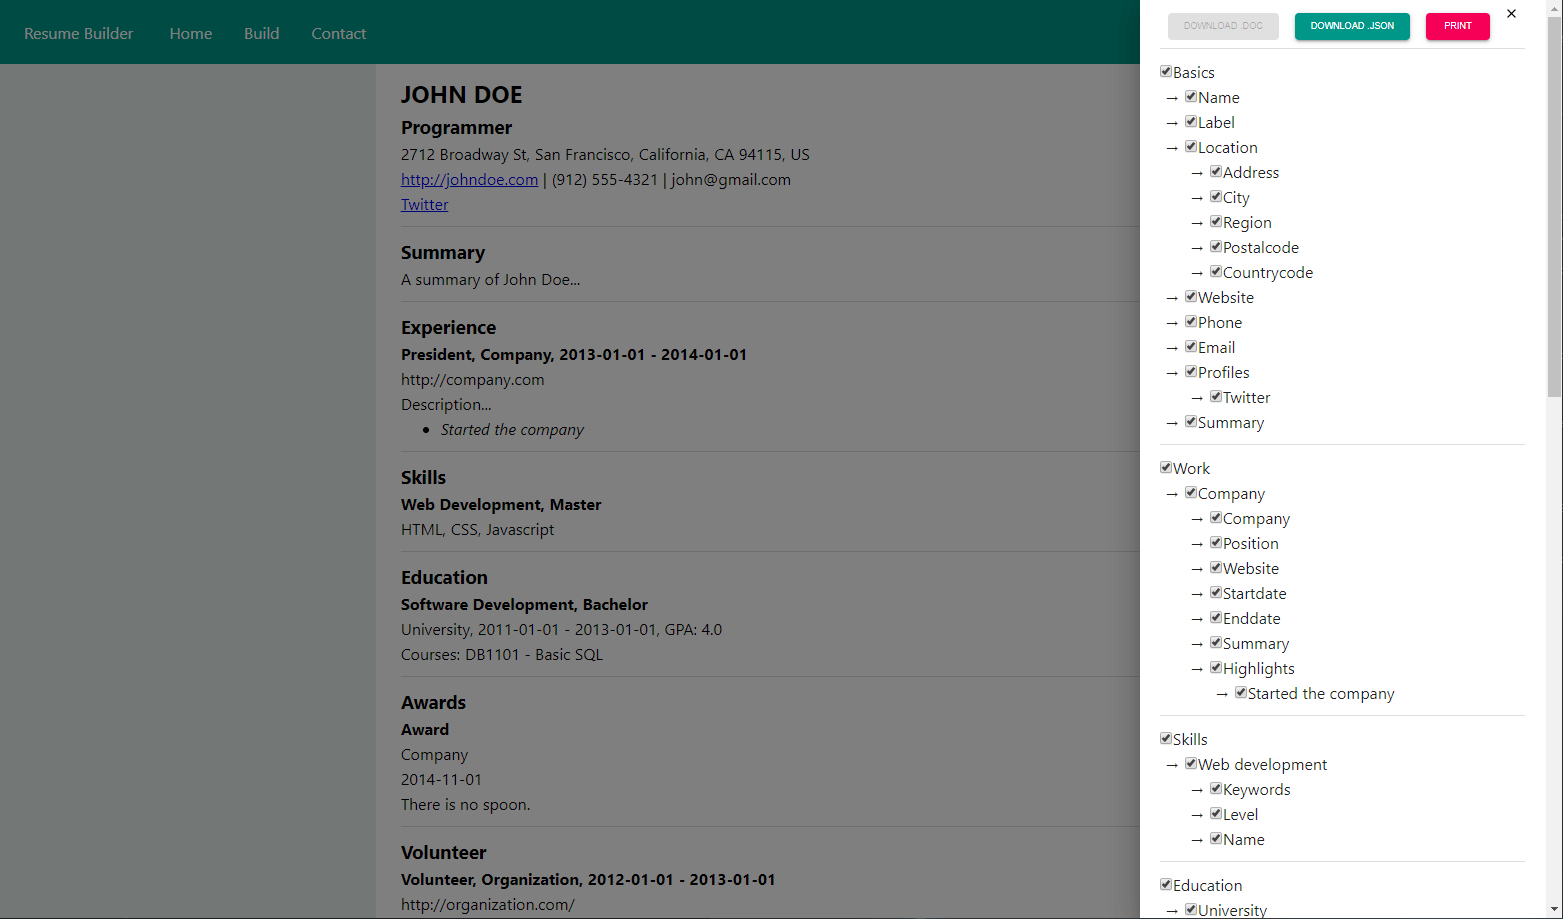 Resume Builder Home Build Contact
JOHN DOE
Programmer
2712 Broadway St, San Francisco, California, CA 94115, US
http://johndoe.com | (912) 555-4321 | john@gmail.com
Twitter
Summary
A summary of John Doe...
Experience
President, Company, 2013-01-01 - 2014-01-01
http://company.com
Description...
• Started the company
Skills
Web Development, Master
HTML, CSS, Javascript
Education
Software Development, Bachelor
University, 2011-01-01 - 2013-01-01, GPA: 4.0
Courses: DB1101 - Basic SQL
Awards
Award
Company
2014-11-01
There is no spoon.
Volunteer
Volunteer, Organization, 2012-01-01 - 2013-01-01
http://organization.com/
DOWNLOAD .DOC DOWNLOAD .JSON PRINT ×
Basics
→ Name
→ Label
→ Location
→ Address
→ City
→ Region
→ Postalcode
→ Countrycode
→ Website
→ Phone
→ Email
→ Profiles
→ Twitter
→ Summary
Work
→ Company
→ Company
→ Position
→ Website
→ Startdate
→ Enddate
→ Summary
→ Highlights
→ Started the company
Skills
→ Web development
→ Keywords
→ Level
→ Name
Education
→ University